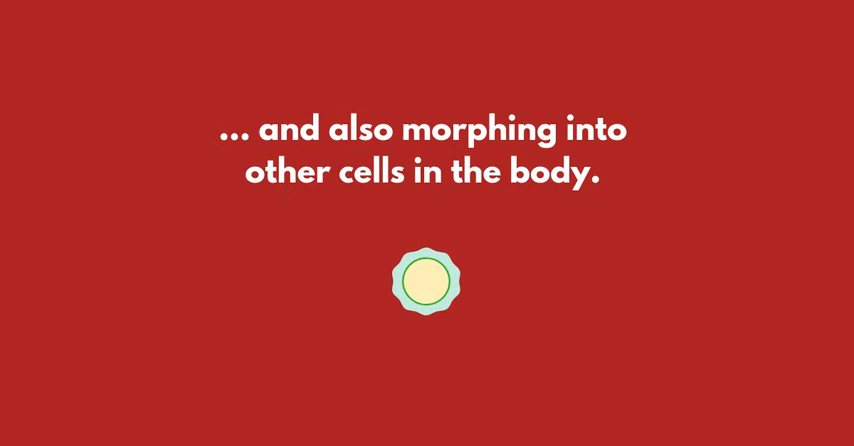 ... and also morphing into
other cells in the body.